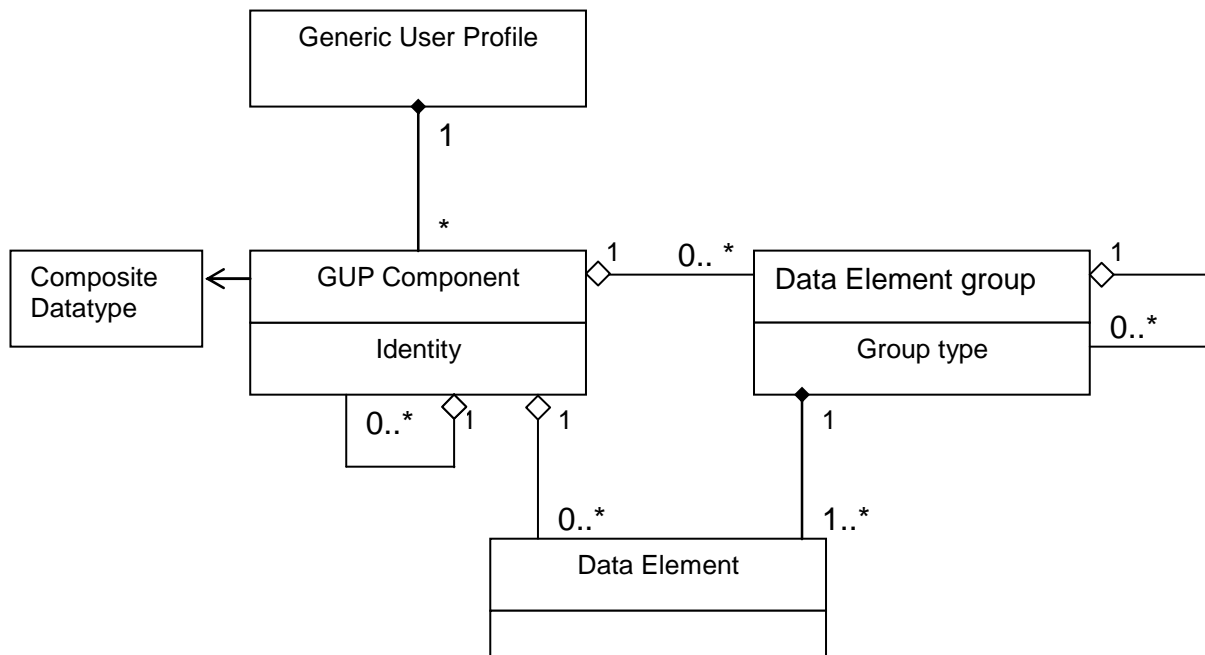 Generic User Profile
1
*
Composite
Datatype
GUP Component
1
0.. *
Data Element group
1
Identity
Group type
0..*
0..*
1
1
1
0..*
1..*
Data Element